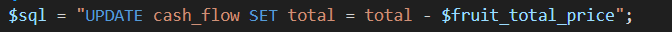 $sql = "UPDATE cash_flow SET total = total - $fruit_total_price";